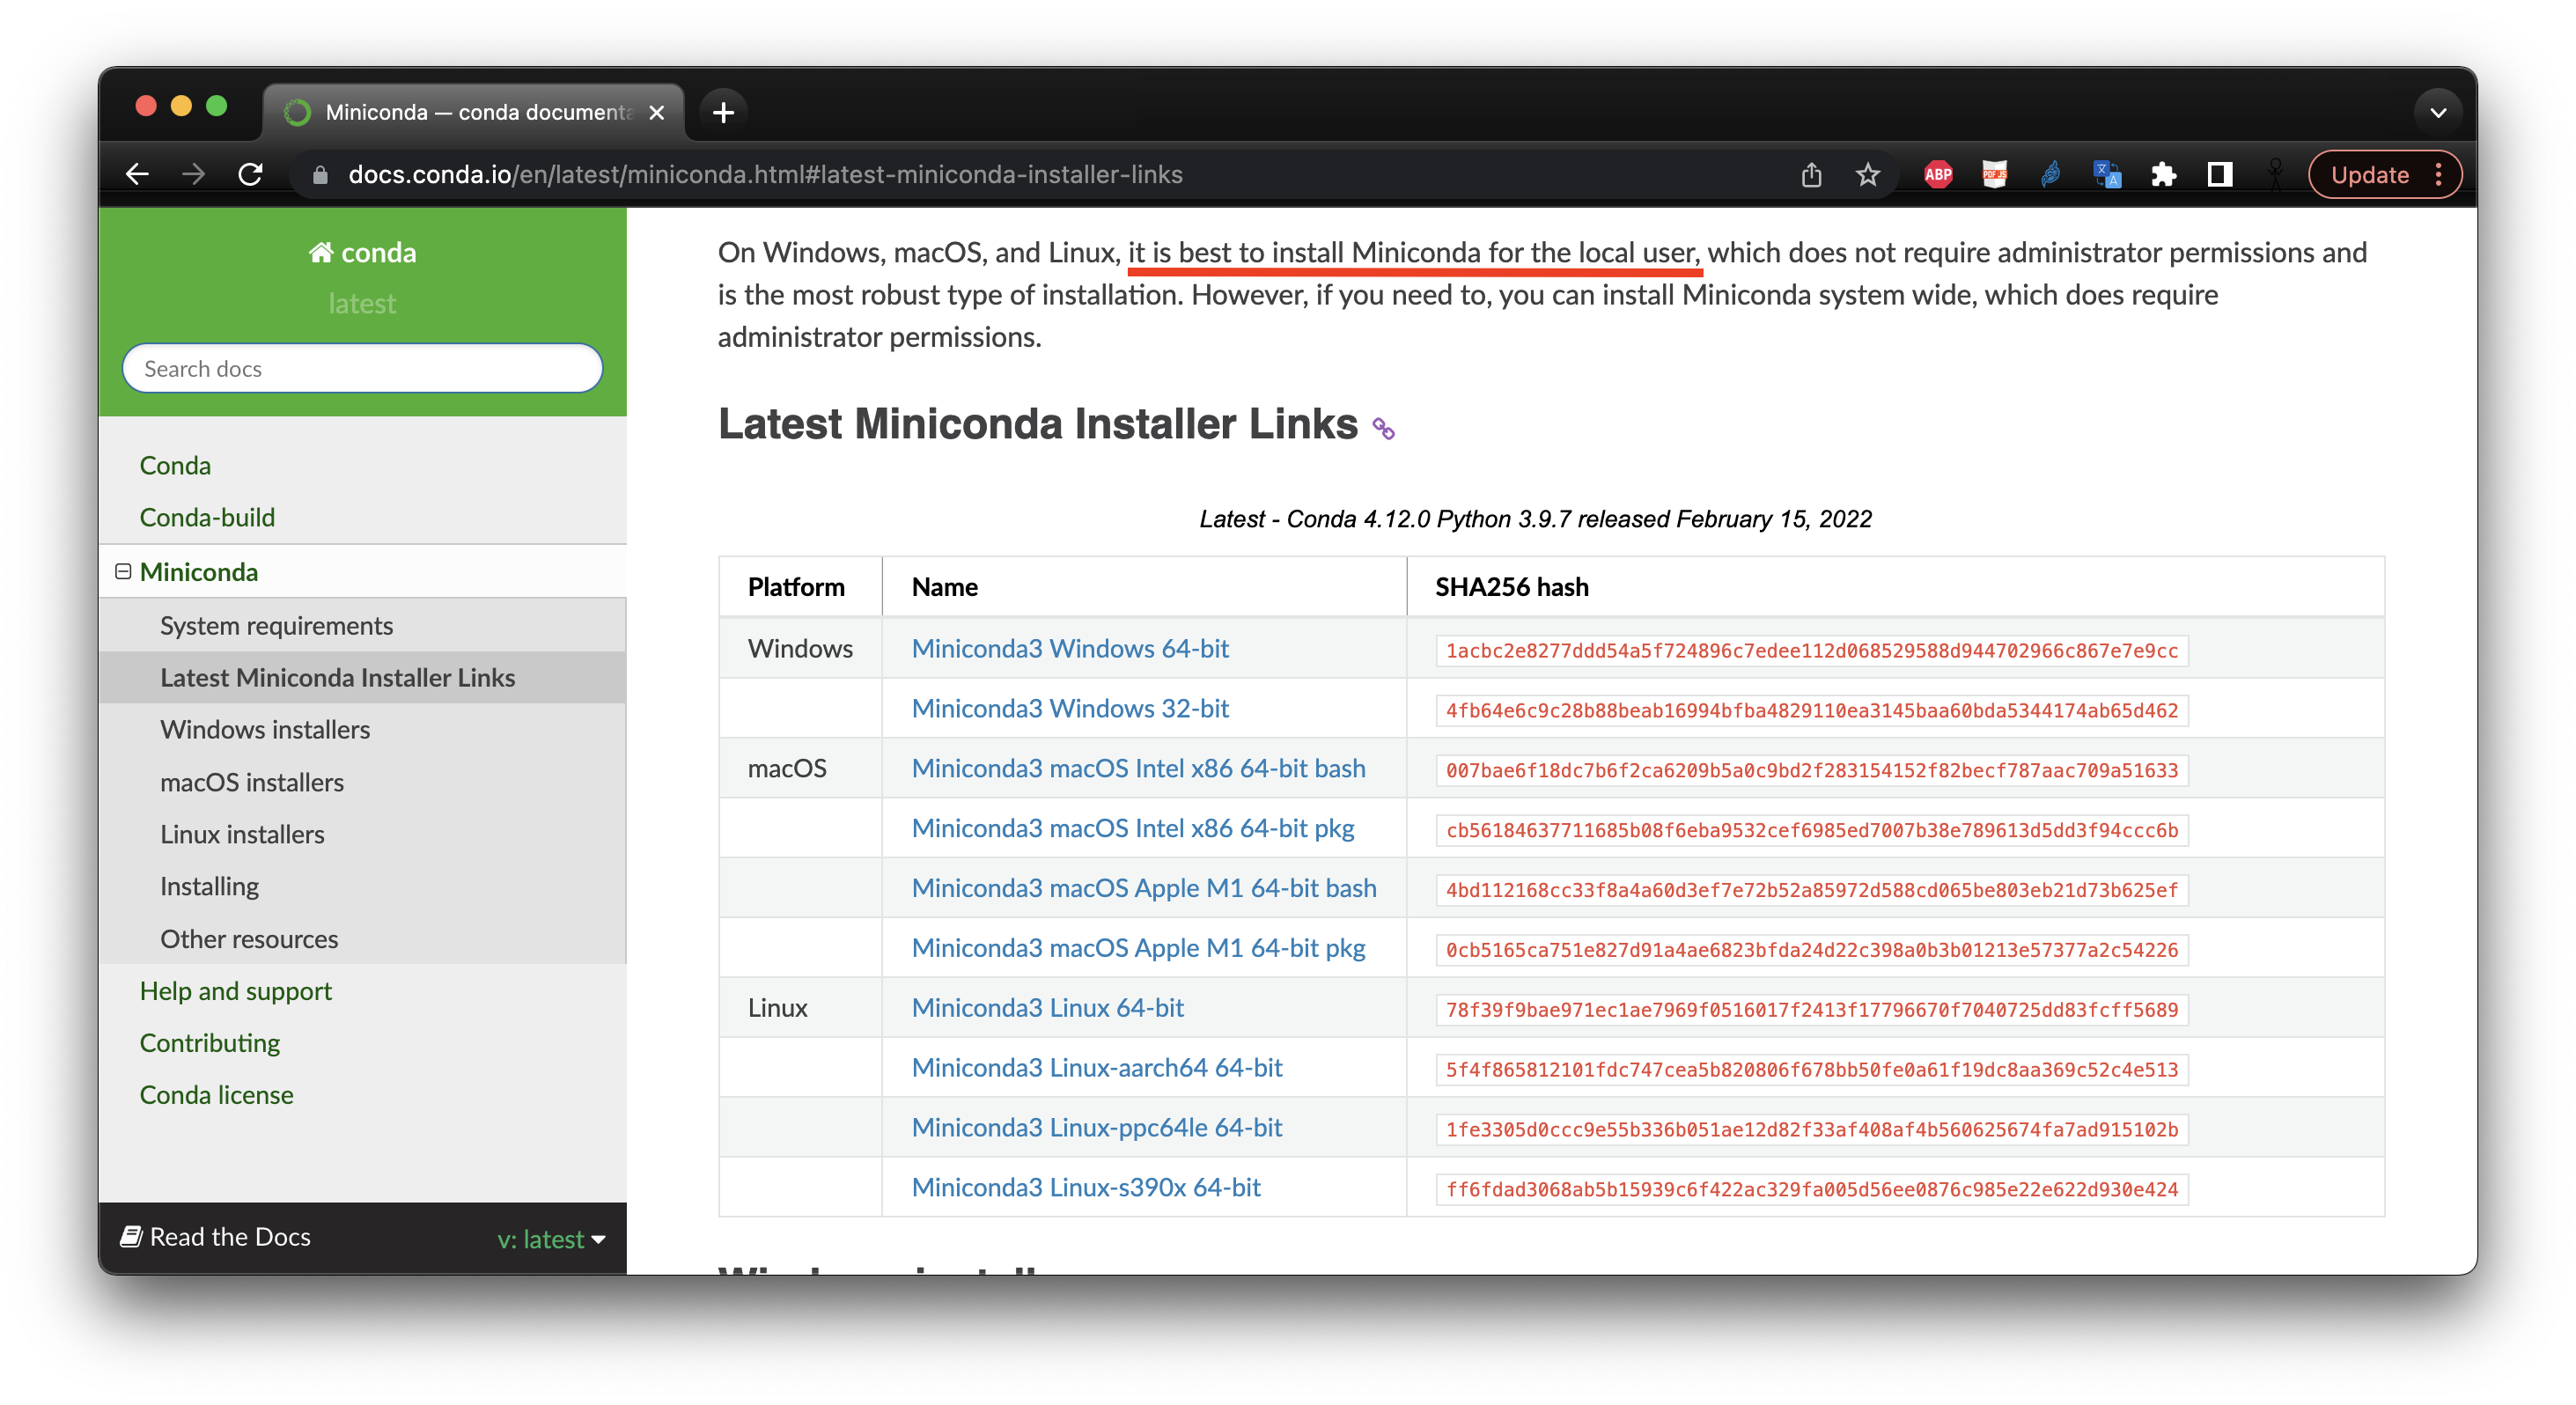 Miniconda — conda documenta
docs.conda.io/en/latest/miniconda.html#latest-miniconda-installer-links
ABP
PDF JS
Update
conda
latest
Search docs
Conda
Conda-build
Miniconda
System requirements
Latest Miniconda Installer Links
Windows installers
macOS installers
Linux installers
Installing
Other resources
Help and support
Contributing
Conda license
Read the Docs
v: latest
On Windows, macOS, and Linux, it is best to install Miniconda for the local user, which does not require administrator permissions and
is the most robust type of installation. However, if you need to, you can install Miniconda system wide, which does require
administrator permissions.
Latest Miniconda Installer Links
Latest - Conda 4.12.0 Python 3.9.7 released February 15, 2022
Platform Name SHA256 hash
Windows Miniconda3 Windows 64-bit 1acbc2e8277ddd54a5f724896c7edee112d068529588d944702966c867e7e9cc
Miniconda3 Windows 32-bit 4fb64e6c9c28b88beab16994bfba4829110ea3145baa60bda5344174ab65d462
macOS Miniconda3 macOS Intel x86 64-bit bash 007bae6f18dc7b6f2ca6209b5a0c9bd2f283154152f82becf787aac709a51633
Miniconda3 macOS Intel x86 64-bit pkg cb56184637711685b08f6eba9532cef6985ed7007b38e789613d5dd3f94ccc6b
Miniconda3 macOS Apple M1 64-bit bash 4bd112168cc33f8a4a60d3ef7e72b52a85972d588cd065be803eb21d73b625ef
Miniconda3 macOS Apple M1 64-bit pkg 0cb5165ca751e827d91a4ae6823bfda24d22c398a0b3b01213e57377a2c54226
Linux Miniconda3 Linux 64-bit 78f39f9bae971ec1ae7969f0516017f2413f17796670f7040725dd83fcff5689
Miniconda3 Linux-aarch64 64-bit 5f4f865812101fdc747cea5b820806f678bb50fe0a61f19dc8aa369c52c4e513
Miniconda3 Linux-ppc64le 64-bit 1fe3305d0ccc9e55b336b051ae12d82f33af408af4b560625674fa7ad915102b
Miniconda3 Linux-s390x 64-bit ff6fdad3068ab5b15939c6f422ac329fa005d56ee0876c985e22e622d930e424